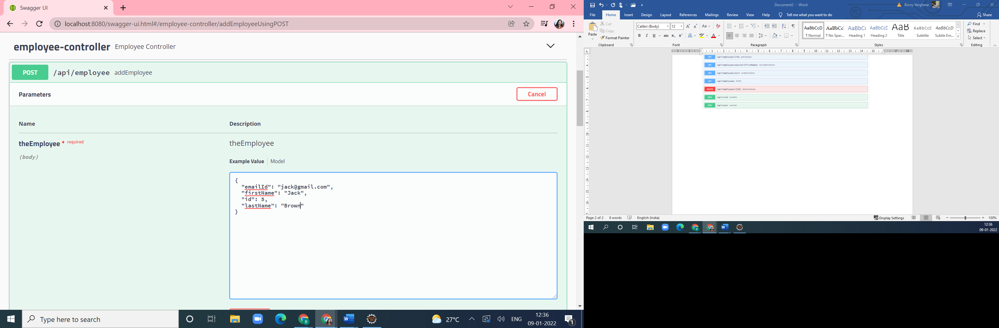 Swagger UI
localhost:8080/swagger-ui.html#/employee-controller/addEmployeeUsingPOST
employee-controller Employee Controller
POST /api/employee addEmployee
Parameters
Cancel
Name Description
theEmployee * required theEmployee
(body)
Example Value Model
{
"emailId": "jack@gmail.com",
"firstName": "Jack",
"id": 5,
"lastName": "Brown"
}
Type here to search
B
W
27°C
ENG
12:36
09-01-2022
1
Document2 - Word
Binny Verghese
File Home Insert Design Layout References Mailings Review View Help Tell me what you want to do
Share
Paste
Cut
Copy
Format Painter
Clipboard
Calibri (Body) 12
Font
Paragraph
AaBbCcD AaBbCc AaBbCc AaBbCcD AaB AaBbCcD AaBbCcD
¶ Normal ¶ No Spac... Heading 1 Heading 2 Title Subtitle Subtle Em...
Styles
Find
Replace
Select
Editing
GET /api/employee/{id} getEmployee
GET /api/employee/search/{firstName} searchByFirstName
GET /api/employee/sort sortByFirstName
GET /api/employees findAll
DELETE /api/employees/{Id} deleteEmployee
POST /api/role SaveRole
POST /api/user saveUser
Page 2 of 2 8 words English (India)
Display Settings
100%
12:36
09-01-2022